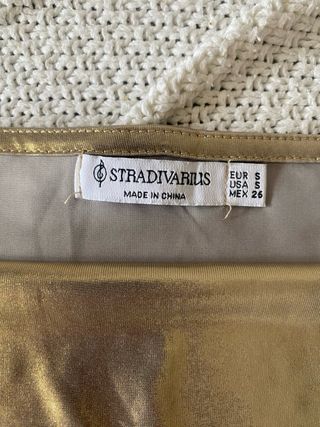 STRADIVARIUS
MADE IN CHINA
EUR S
USA S
MEX 26